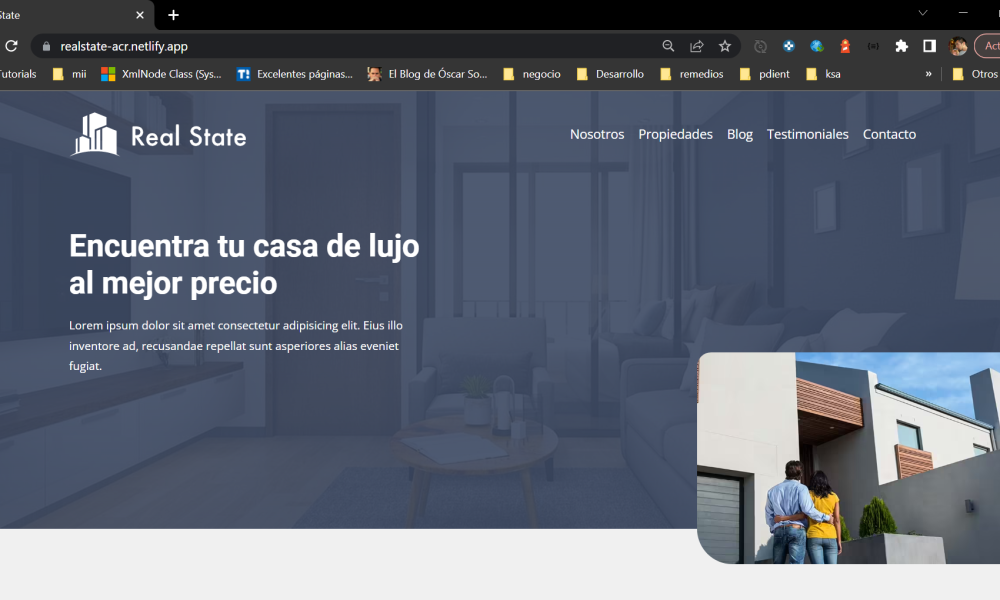 State
realstate-acr.netlify.app
Act
Tutorials mii XmlNode Class (Sys... T! Excelentes páginas... El Blog de Óscar So... negocio Desarrollo remedios pdient ksa » Otros
Real State
Nosotros Propiedades Blog Testimoniales Contacto
Encuentra tu casa de lujo
al mejor precio
Lorem ipsum dolor sit amet consectetur adipisicing elit. Eius illo
inventore ad, recusandae repellat sunt asperiores alias eveniet
fugiat.